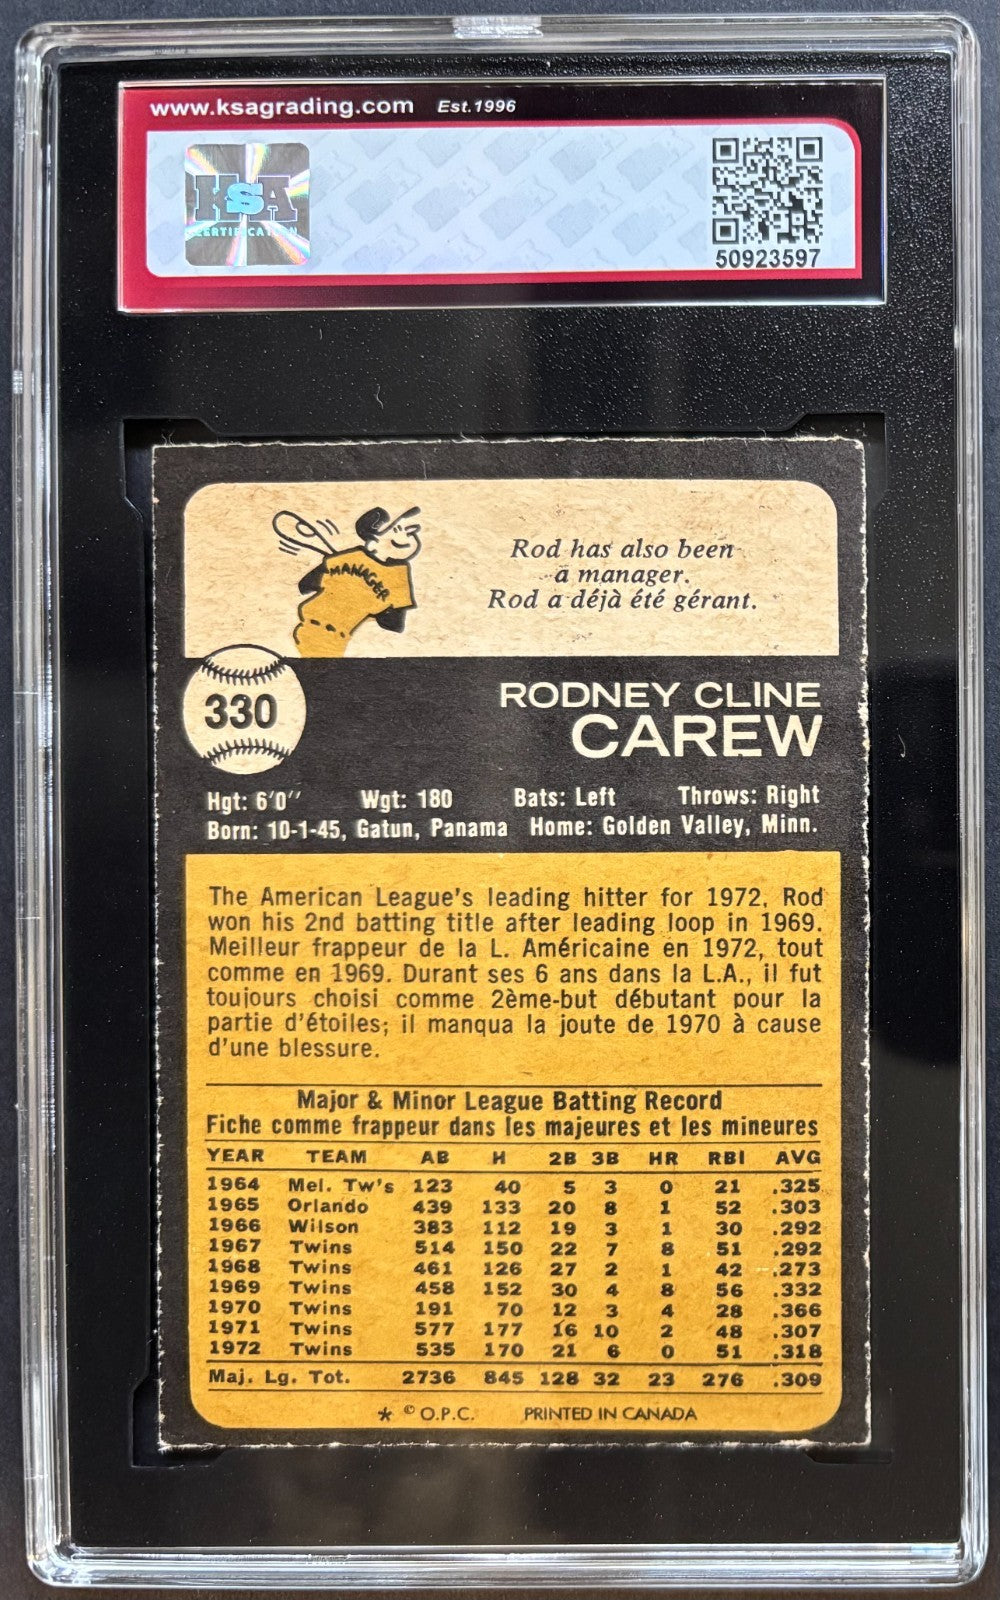 www.ksagrading.com Est.1996
KSA
CERTIFICATION
50923597
MANAGER
Rod has also been
a manager.
Rod a déjà été gérant.
330
RODNEY CLINE
CAREW
Hgt: 6'0" Wgt: 180 Bats: Left Throws: Right
Born: 10-1-45, Gatun, Panama Home: Golden Valley, Minn.
The American League's leading hitter for 1972, Rod
won his 2nd batting title after leading loop in 1969.
Meilleur frappeur de la L. Américaine en 1972, tout
comme en 1969. Durant ses 6 ans dans la L.A., il fut
toujours choisi comme 2ème-but débutant pour la
partie d'étoiles; il manqua la joute de 1970 à cause
d'une blessure.
Major & Minor League Batting Record
Fiche comme frappeur dans les majeures et les mineures
YEAR TEAM AB H 2B 3B HR RBI AVG
1964 Mel. Tw's 123 40 5 3 0 21 .325
1965 Orlando 439 133 20 8 1 52 .303
1966 Wilson 383 112 19 3 1 30 .292
1967 Twins 514 150 22 7 8 51 .292
1968 Twins 461 126 27 2 1 42 .273
1969 Twins 458 152 30 4 8 56 .332
1970 Twins 191 70 12 3 4 28 .366
1971 Twins 577 177 16 10 2 48 .307
1972 Twins 535 170 21 6 0 51 .318
Maj. Lg. Tot. 2736 845 128 32 23 276 .309
* © O.P.C. PRINTED IN CANADA